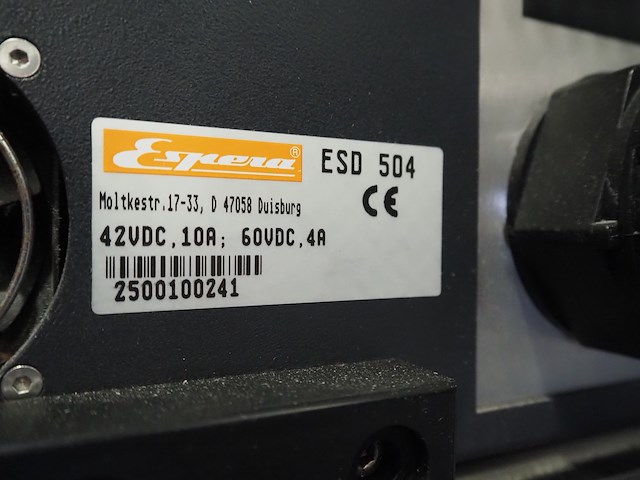 Espera® ESD 504
CE
Moltkestr.17-33, D 47058 Duisburg
42VDC,10A; 60VDC,4A
2500100241